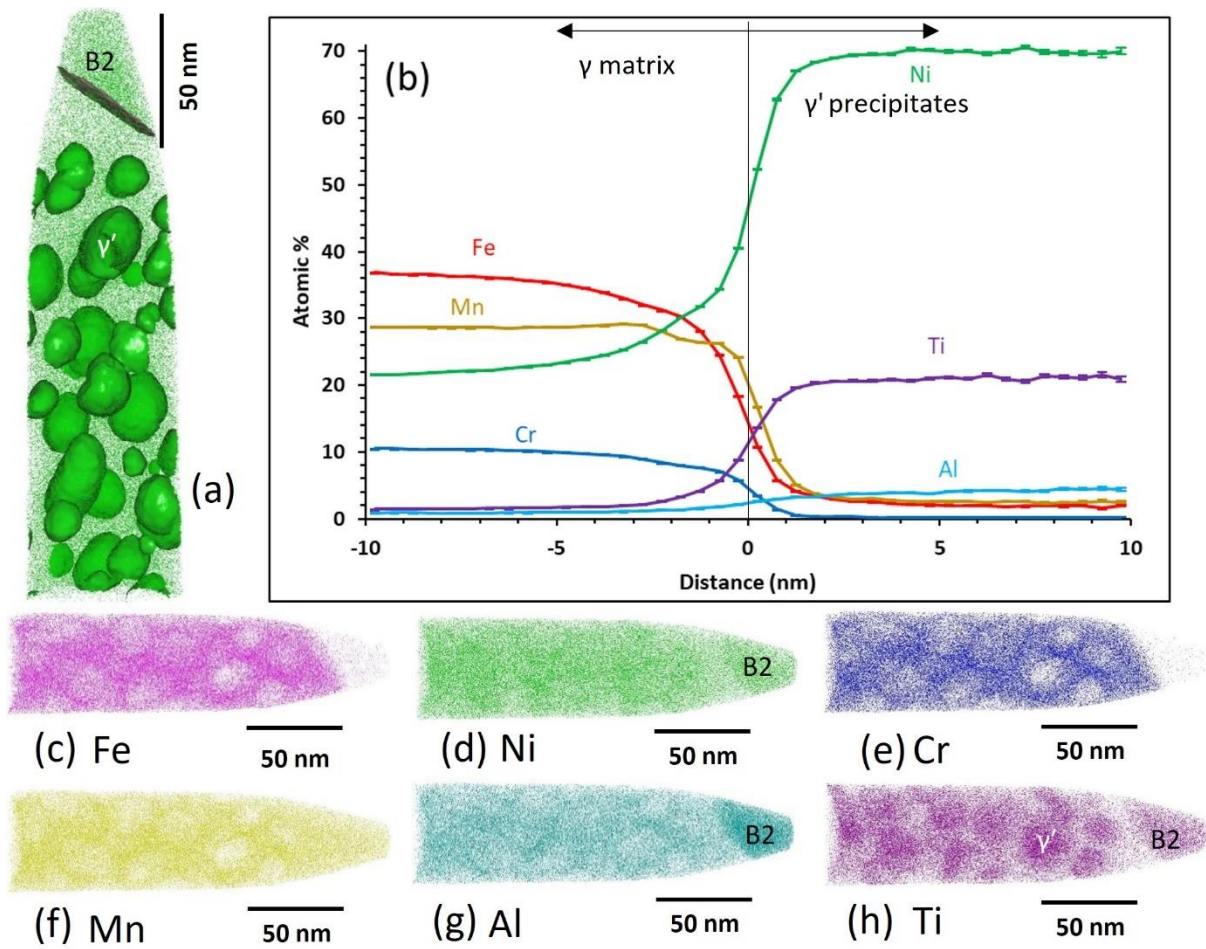 B2
50 nm
γ'
(a)
(b)
γ matrix
γ' precipitates
Ni
Fe
Mn
Cr
Ti
Al
Atomic %
70
60
50
40
30
20
10
0
-10
-5
0
5
10
Distance (nm)
B2
(c) Fe
50 nm
(d) Ni
50 nm
(e) Cr
50 nm
B2
γ'
B2
(f) Mn
50 nm
(g) Al
50 nm
(h) Ti
50 nm